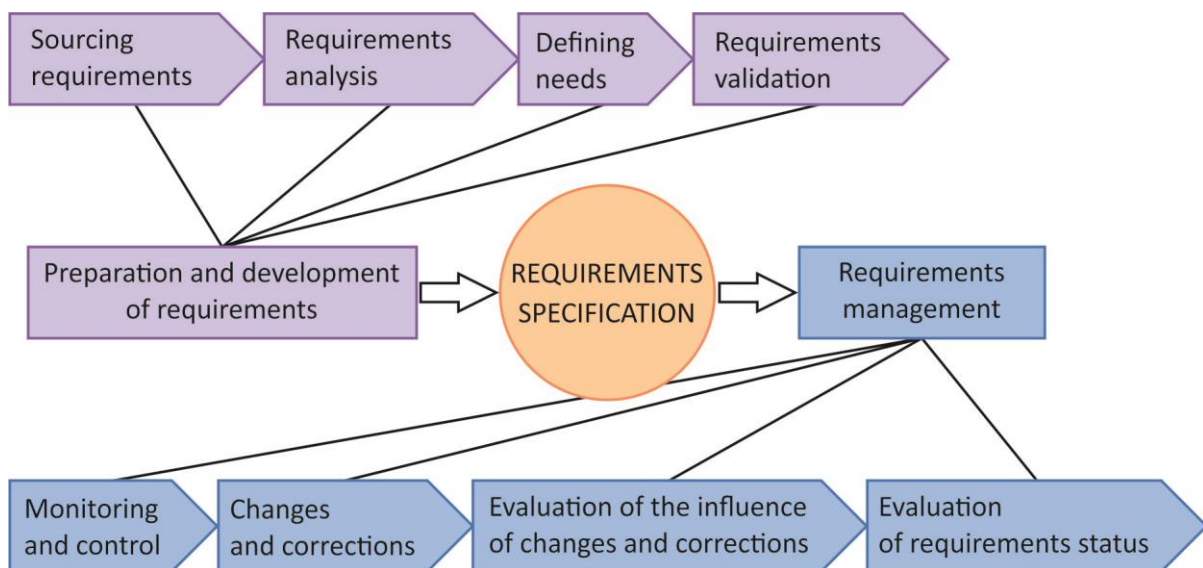 Sourcing
requirements
Requirements
analysis
Defining
needs
Requirements
validation
Preparation and development
of requirements
REQUIREMENTS
SPECIFICATION
Requirements
management
Monitoring
and control
Changes
and corrections
Evaluation of the influence
of changes and corrections
Evaluation
of requirements status